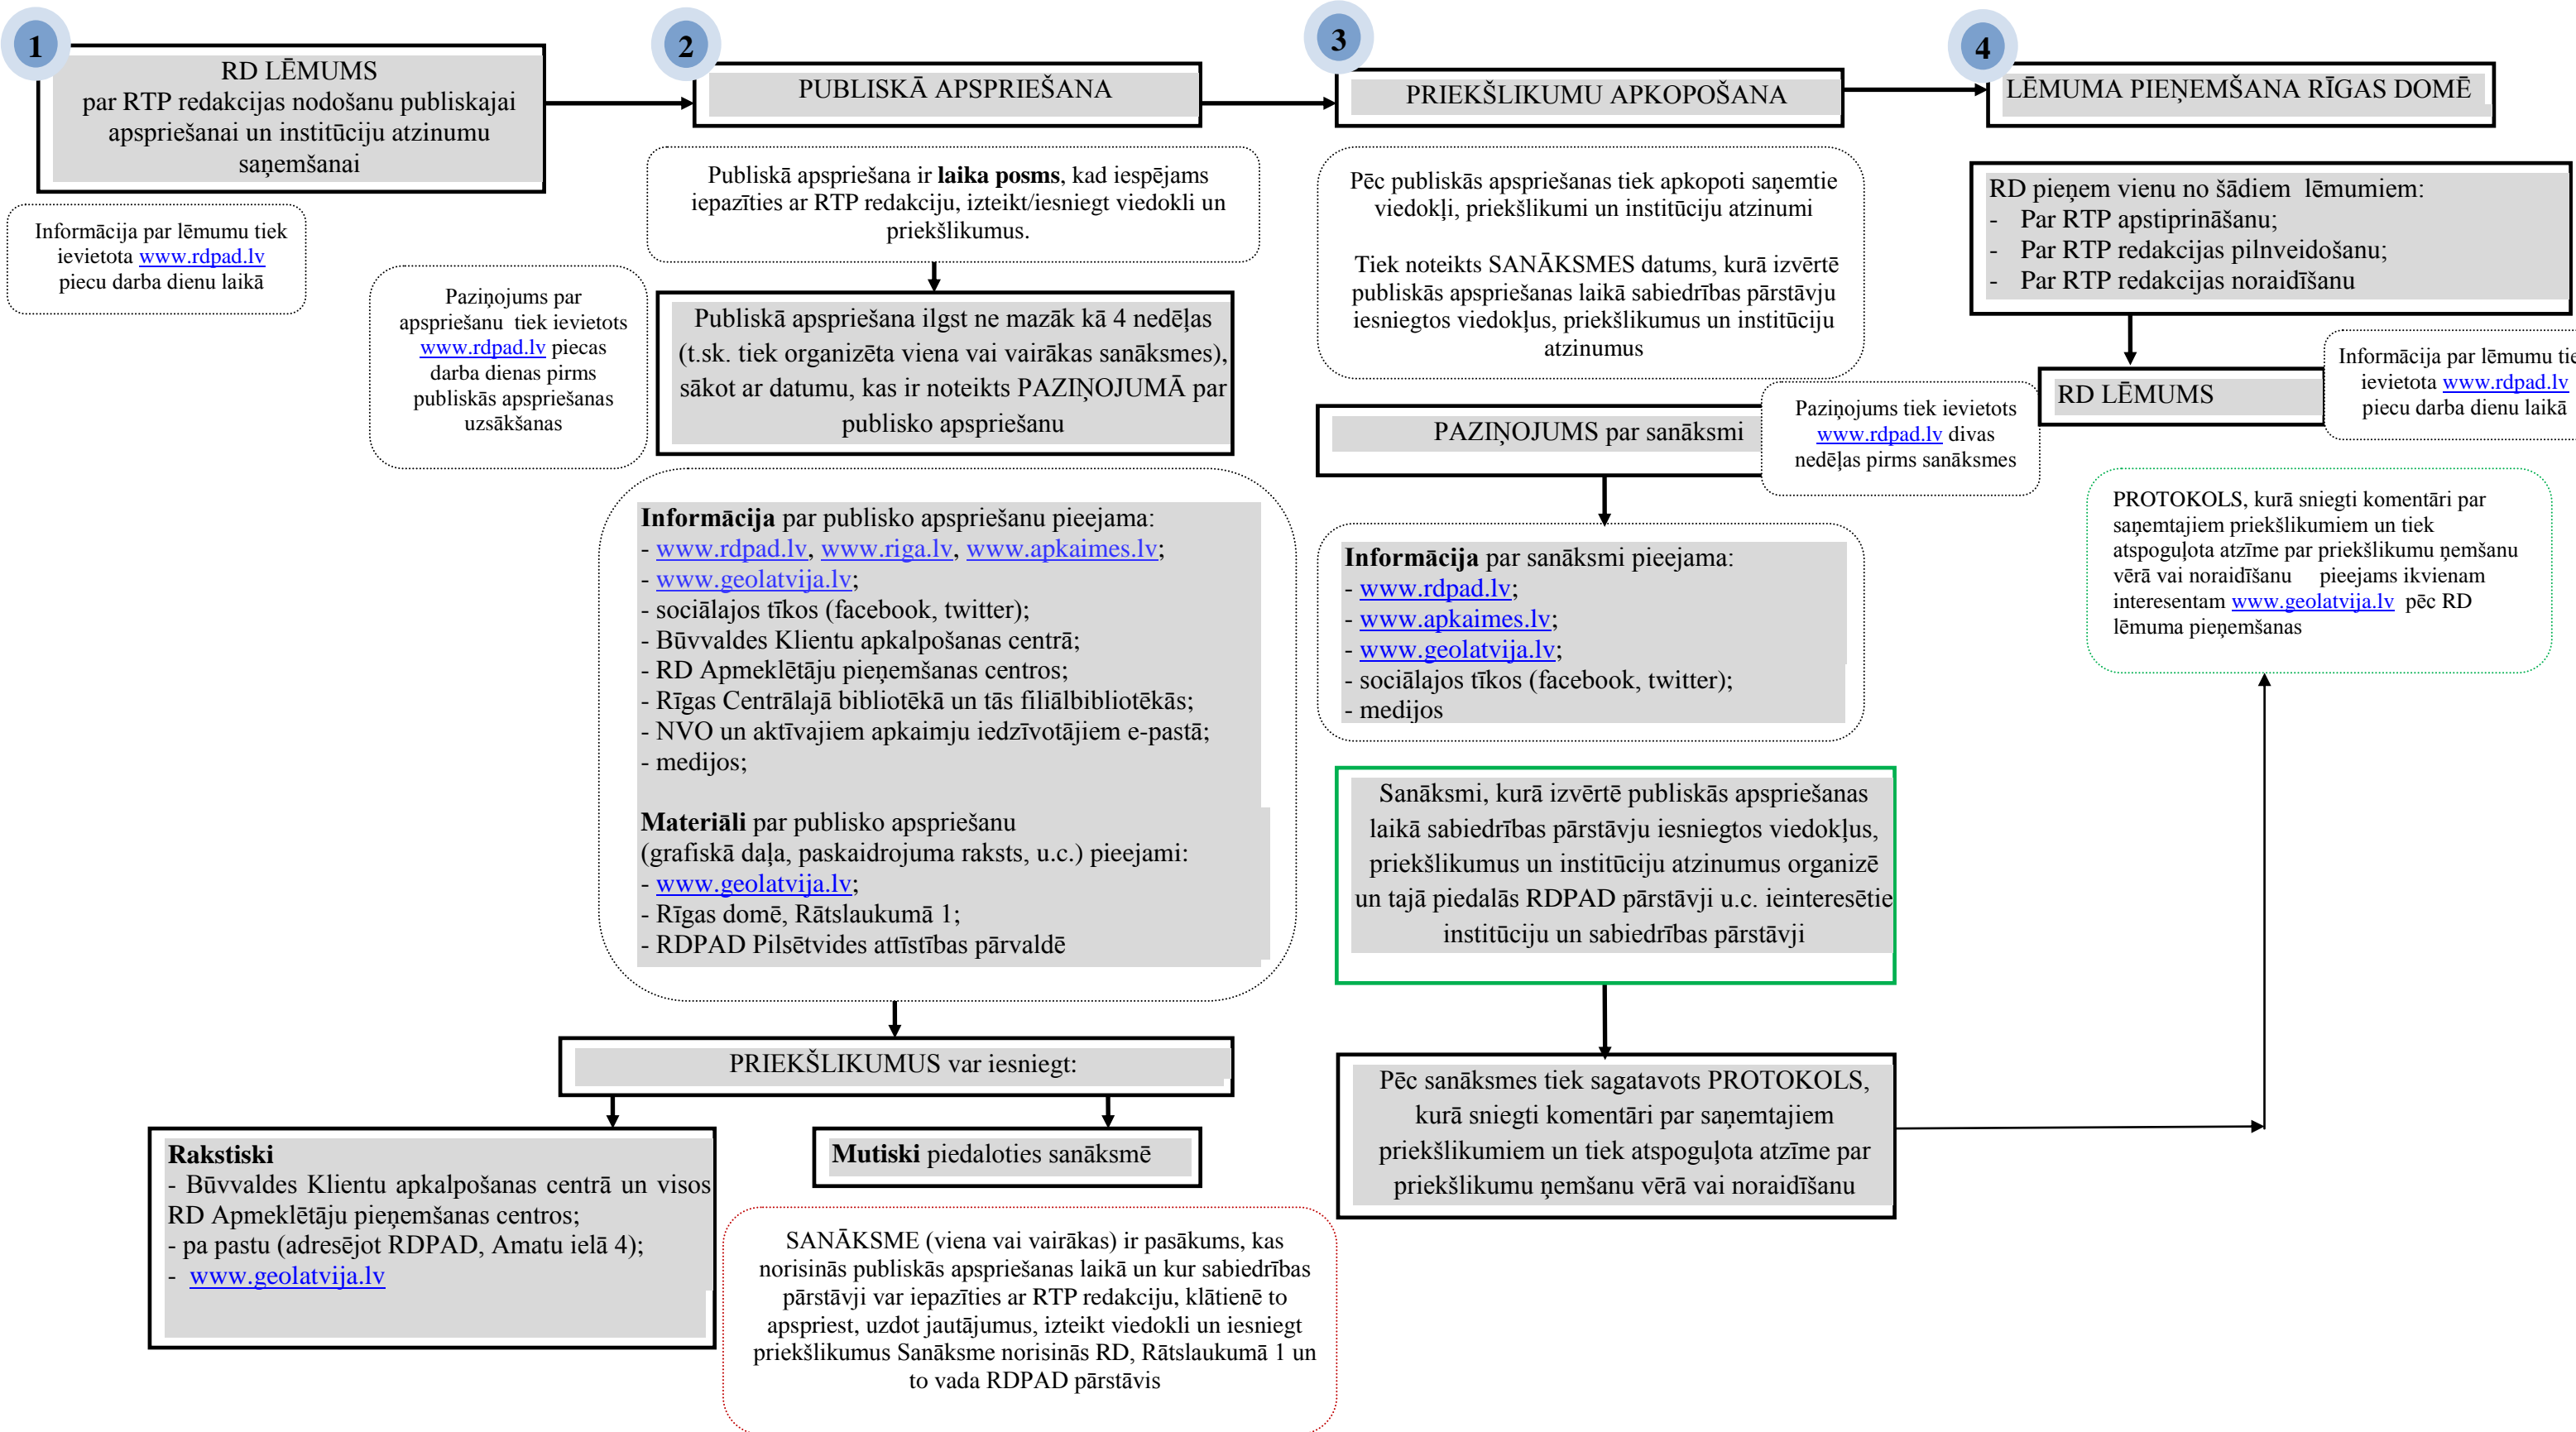 1
RD LĒMUMS
par RTP redakcijas nodošanu publiskajai
apspriešanai un institūciju atzinumu
saņemšanai
Informācija par lēmumu tiek
ievietota www.rdpad.lv
piecu darba dienu laikā
2
PUBLISKĀ APSPRIEŠANA
Publiskā apspriešana ir laika posms, kad iespējams
iepazīties ar RTP redakciju, izteikt/iesniegt viedokli un
priekšlikumus.
Paziņojums par
apspriešanu tiek ievietots
www.rdpad.lv piecas
darba dienas pirms
publiskās apspriešanas
uzsākšanas
Publiskā apspriešana ilgst ne mazāk kā 4 nedēļas
(t.sk. tiek organizēta viena vai vairākas sanāksmes),
sākot ar datumu, kas ir noteikts PAZIŅOJUMĀ par
publisko apspriešanu
Informācija par publisko apspriešanu pieejama:
- www.rdpad.lv, www.riga.lv, www.apkaimes.lv;
- www.geolatvija.lv;
- sociālajos tīkos (facebook, twitter);
- Būvvaldes Klientu apkalpošanas centrā;
- RD Apmeklētāju pieņemšanas centros;
- Rīgas Centrālajā bibliotēkā un tās filiālbibliotēkās;
- NVO un aktīvajiem apkaimju iedzīvotājiem e-pastā;
- medijos;
Materiāli par publisko apspriešanu
(grafiskā daļa, paskaidrojuma raksts, u.c.) pieejami:
- www.geolatvija.lv;
- Rīgas domē, Rātslaukumā 1;
- RDPAD Pilsētvides attīstības pārvaldē
PRIEKŠLIKUMUS var iesniegt:
Rakstiski
- Būvvaldes Klientu apkalpošanas centrā un visos
RD Apmeklētāju pieņemšanas centros;
- pa pastu (adresējot RDPAD, Amatu ielā 4);
- www.geolatvija.lv
Mutiski piedaloties sanāksmē
SANĀKSME (viena vai vairākas) ir pasākums, kas
norisinās publiskās apspriešanas laikā un kur sabiedrības
pārstāvji var iepazīties ar RTP redakciju, klātienē to
apspriest, uzdot jautājumus, izteikt viedokli un iesniegt
priekšlikumus Sanāksme norisinās RD, Rātslaukumā 1 un
to vada RDPAD pārstāvis
3
PRIEKŠLIKUMU APKOPOŠANA
Pēc publiskās apspriešanas tiek apkopoti saņemtie
viedokļi, priekšlikumi un institūciju atzinumi
Tiek noteikts SANĀKSMES datums, kurā izvērtē
publiskās apspriešanas laikā sabiedrības pārstāvju
iesniegtos viedokļus, priekšlikumus un institūciju
atzinumus
PAZIŅOJUMS par sanāksmi
Paziņojums tiek ievietots
www.rdpad.lv divas
nedēļas pirms sanāksmes
Informācija par sanāksmi pieejama:
- www.rdpad.lv;
- www.apkaimes.lv;
- www.geolatvija.lv;
- sociālajos tīkos (facebook, twitter);
- medijos
Sanāksmi, kurā izvērtē publiskās apspriešanas
laikā sabiedrības pārstāvju iesniegtos viedokļus,
priekšlikumus un institūciju atzinumus organizē
un tajā piedalās RDPAD pārstāvji u.c. ieinteresētie
institūciju un sabiedrības pārstāvji
Pēc sanāksmes tiek sagatavots PROTOKOLS,
kurā sniegti komentāri par saņemtajiem
priekšlikumiem un tiek atspoguļota atzīme par
priekšlikumu ņemšanu vērā vai noraidīšanu
4
LĒMUMA PIEŅEMŠANA RĪGAS DOMĒ
RD pieņem vienu no šādiem lēmumiem:
- Par RTP apstiprināšanu;
- Par RTP redakcijas pilnveidošanu;
- Par RTP redakcijas noraidīšanu
RD LĒMUMS
Informācija par lēmumu
ievietota www.rdpad.lv
piecu darba dienu laikā
PROTOKOLS, kurā sniegti komentāri par
saņemtajiem priekšlikumiem un tiek
atspoguļota atzīme par priekšlikumu ņemšanu
vērā vai noraidīšanu pieejams ikvienam
interesentam www.geolatvija.lv pēc RD
lēmuma pieņemšanas